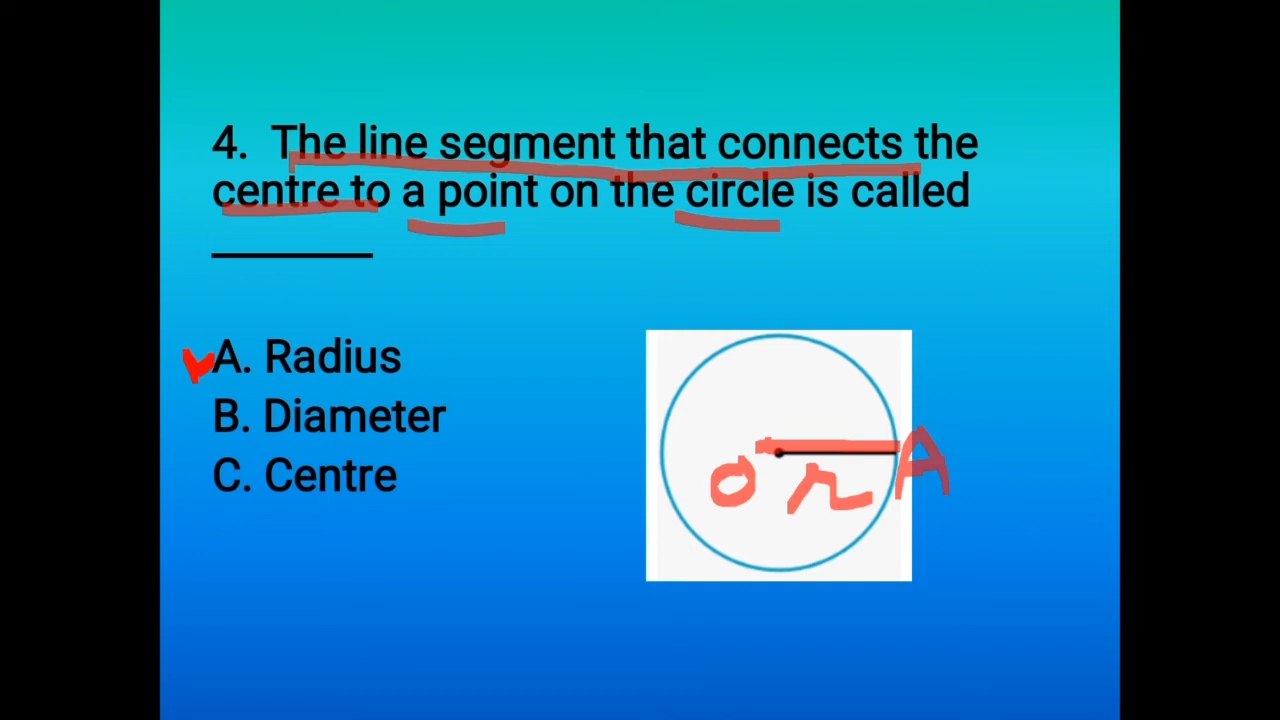 4. The line segment that connects the
centre to a point on the circle is called
________
A. Radius
B. Diameter
C. Centre
O r A